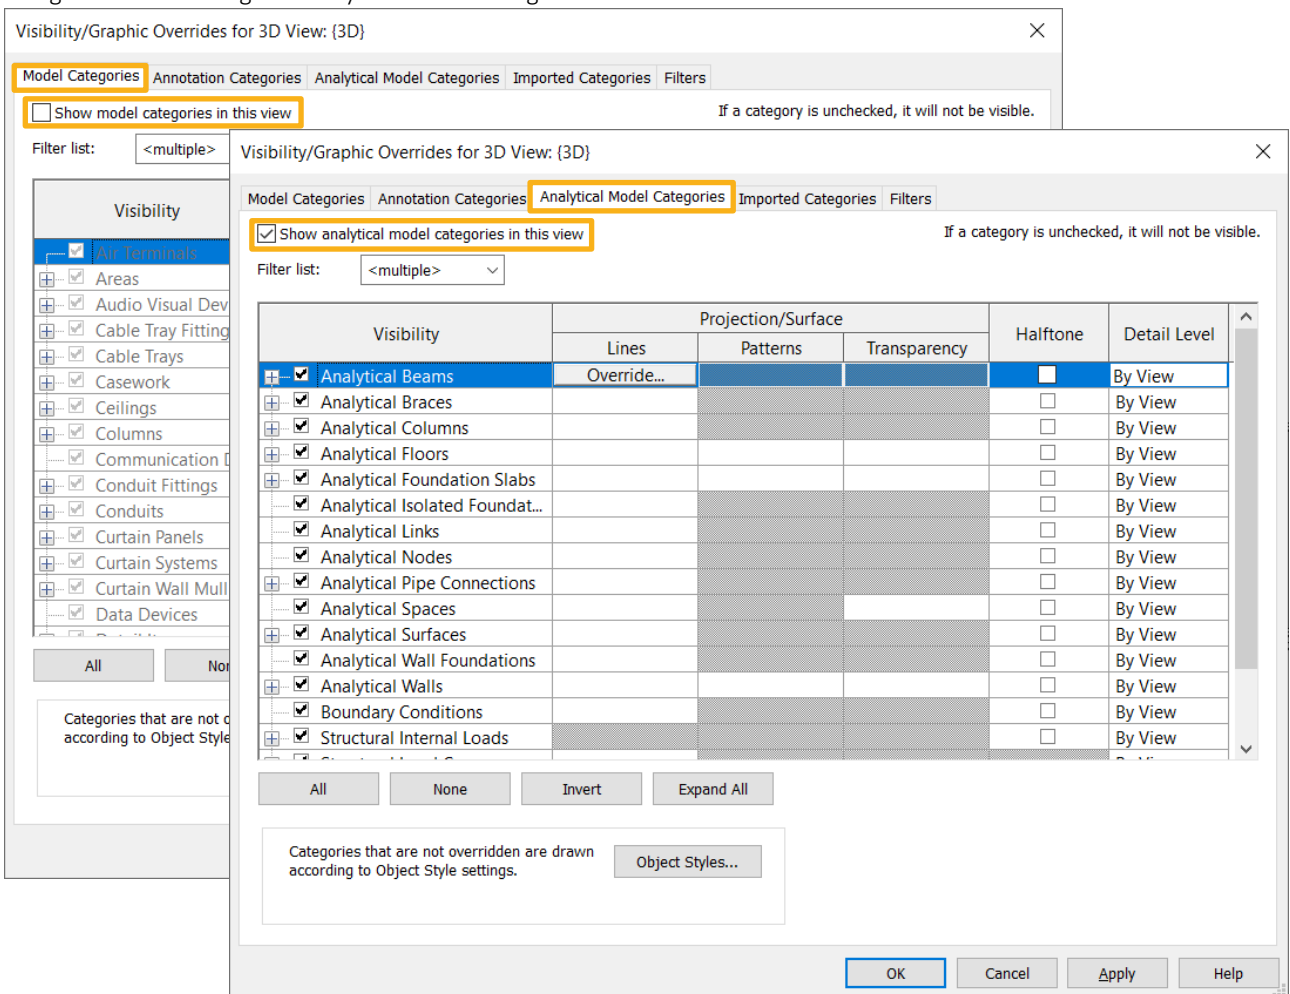 Visibility/Graphic Overrides for 3D View: {3D}
Model Categories Annotation Categories Analytical Model Categories Imported Categories Filters
Show model categories in this view
If a category is unchecked, it will not be visible.
Filter list: <multiple>
Visibility
Air Terminals
Areas
Audio Visual Dev
Cable Tray Fitting
Cable Trays
Casework
Ceilings
Columns
Communication
Conduit Fittings
Conduits
Curtain Panels
Curtain Systems
Curtain Wall Mull
Data Devices
All
Categories that are not
according to Object Style
Visibility/Graphic Overrides for 3D View: {3D}
Model Categories Annotation Categories Analytical Model Categories Imported Categories Filters
Show analytical model categories in this view
If a category is unchecked, it will not be visible.
Filter list: <multiple>
Visibility Projection/Surface Halftone Detail Level
Lines Patterns Transparency
Analytical Beams Override... By View
Analytical Braces By View
Analytical Columns By View
Analytical Floors By View
Analytical Foundation Slabs By View
Analytical Isolated Foundat... By View
Analytical Links By View
Analytical Nodes By View
Analytical Pipe Connections By View
Analytical Spaces By View
Analytical Surfaces By View
Analytical Wall Foundations By View
Analytical Walls By View
Boundary Conditions By View
Structural Internal Loads By View
All None Invert Expand All
Categories that are not overridden are drawn
according to Object Style settings.
Object Styles...
OK Cancel Apply Help